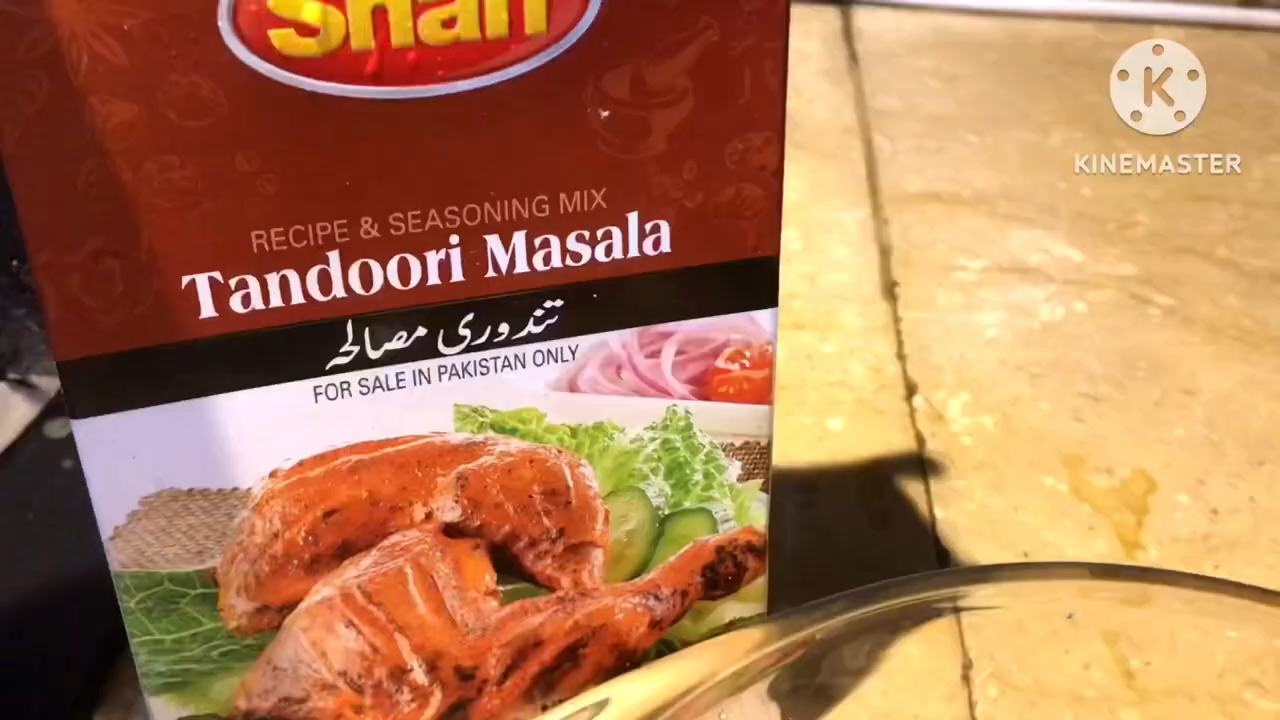 Shan
KINEMASTER
RECIPE & SEASONING MIX
Tandoori Masala
تندوری مصالحہ
FOR SALE IN PAKISTAN ONLY